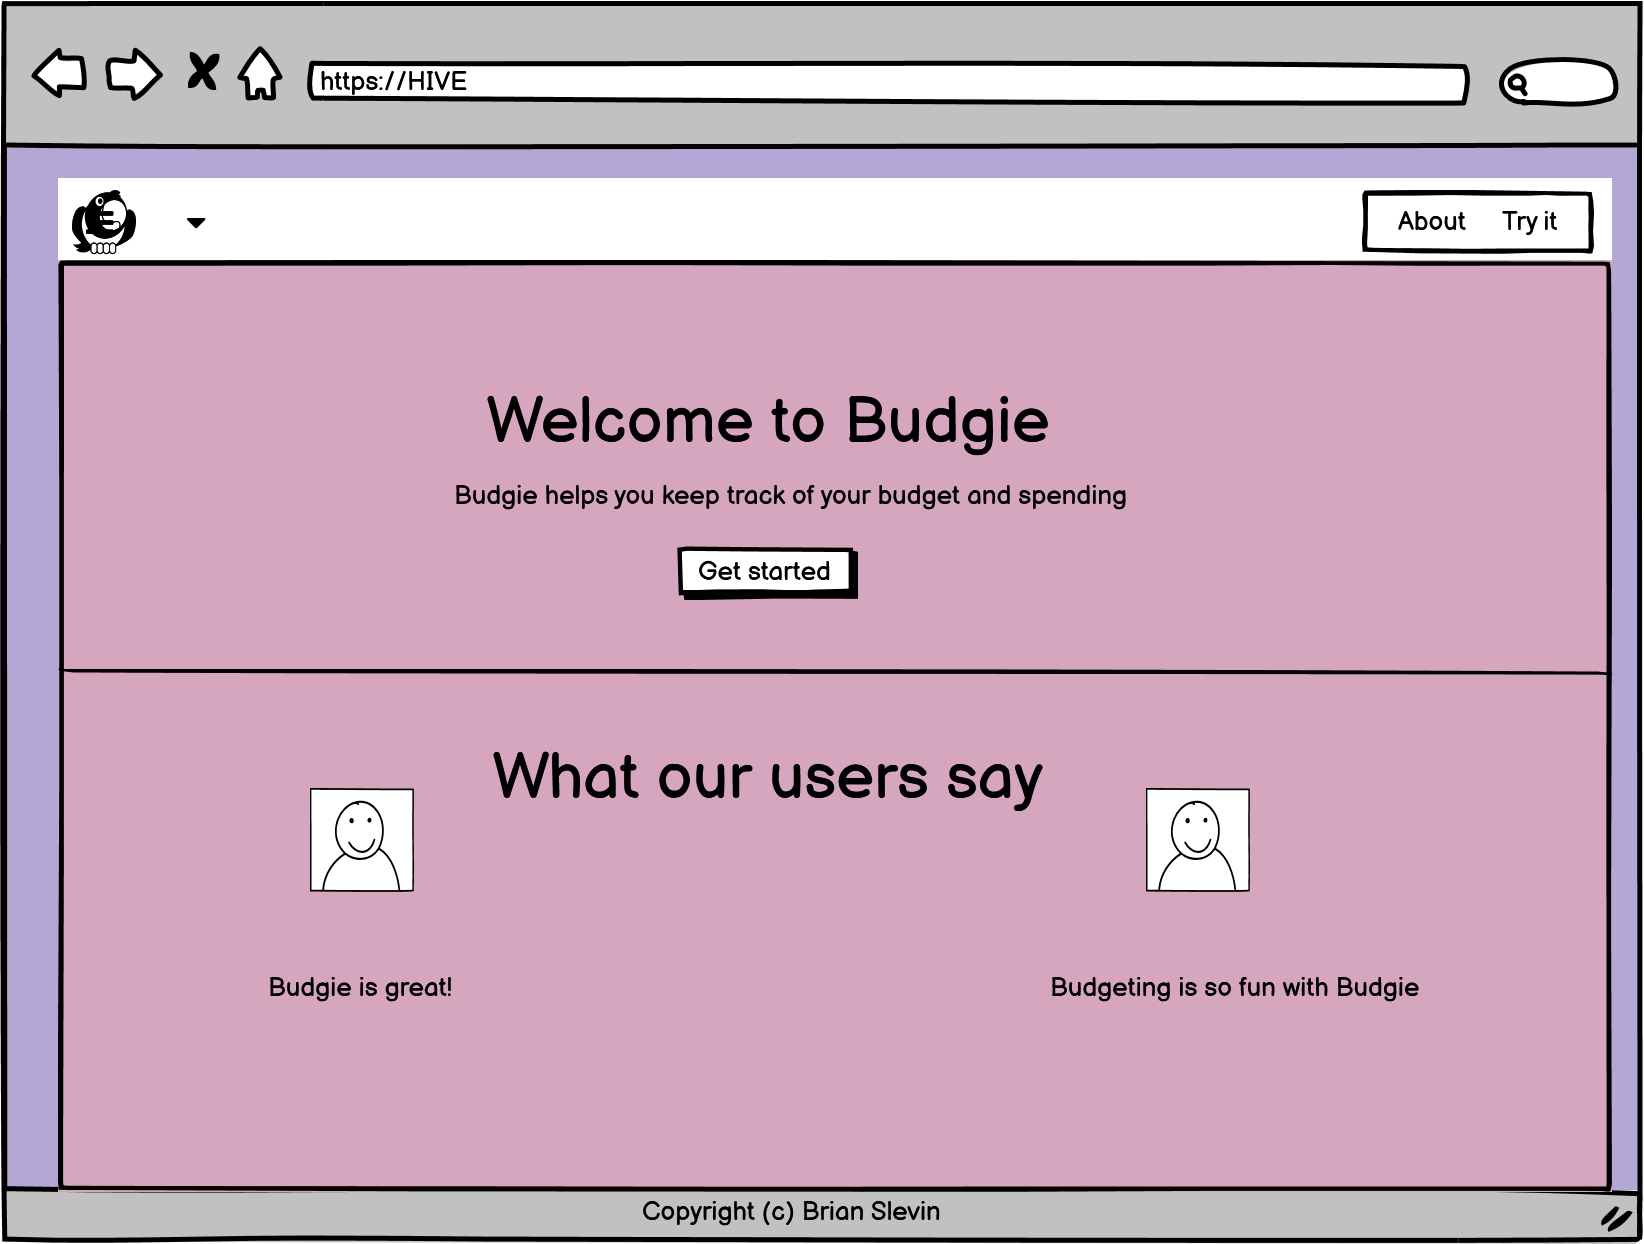 https://HIVE
About Try it
Welcome to Budgie
Budgie helps you keep track of your budget and spending
Get started
What our users say
Budgie is great!
Budgeting is so fun with Budgie
Copyright (c) Brian Slevin